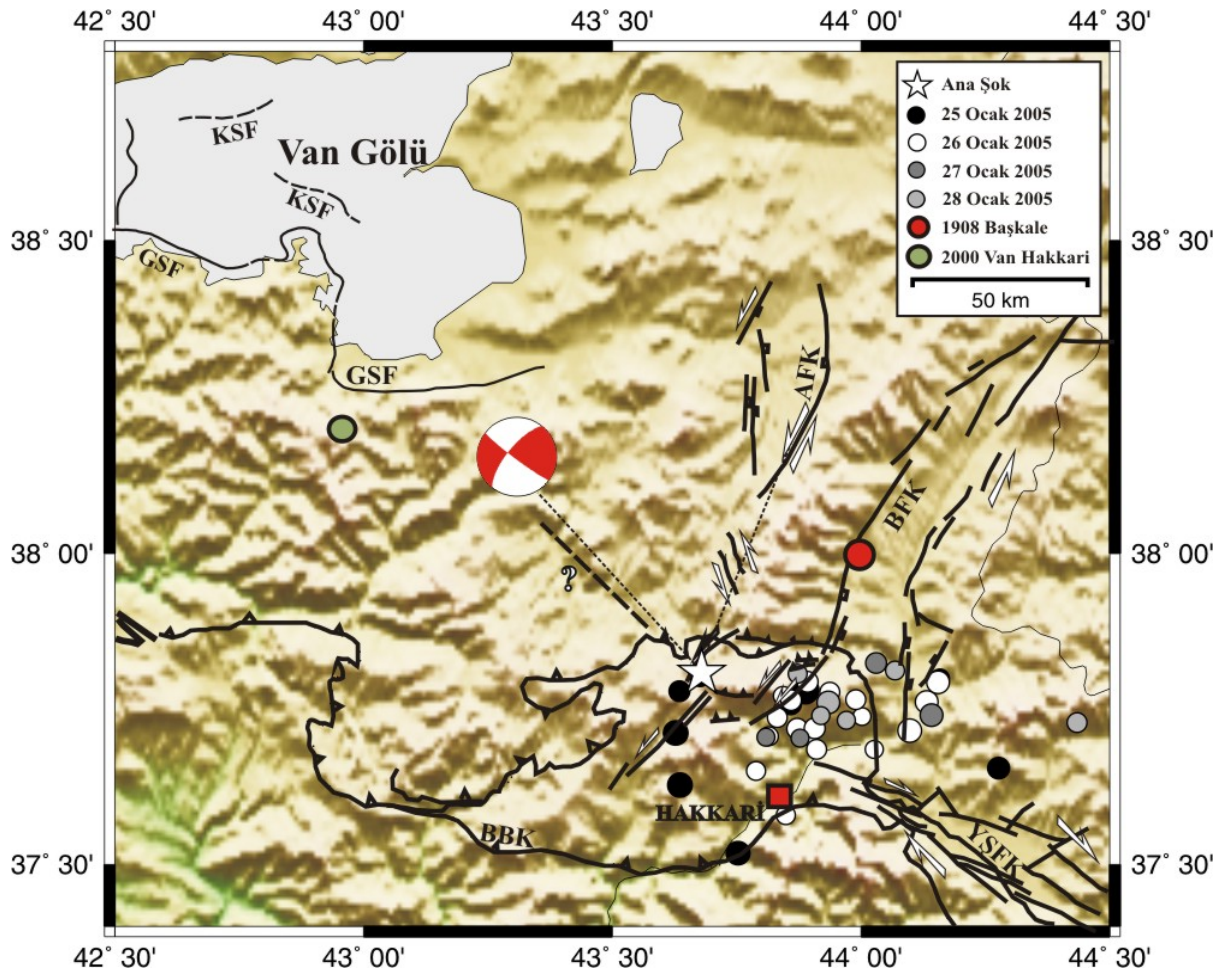 42˚ 30'
43˚ 00'
43˚ 30'
44˚ 00'
44˚ 30'
Ana Şok
25 Ocak 2005
26 Ocak 2005
27 Ocak 2005
28 Ocak 2005
1908 Başkale
2000 Van Hakkari
50 km
KSF
Van Gölü
KSF
38˚ 30'
38˚ 30'
GSF
GSF
AFK
BFK
38˚ 00'
38˚ 00'
?
HAKKARİ
BBK
YŞFK
37˚ 30'
37˚ 30'
42˚ 30'
43˚ 00'
43˚ 30'
44˚ 00'
44˚ 30'